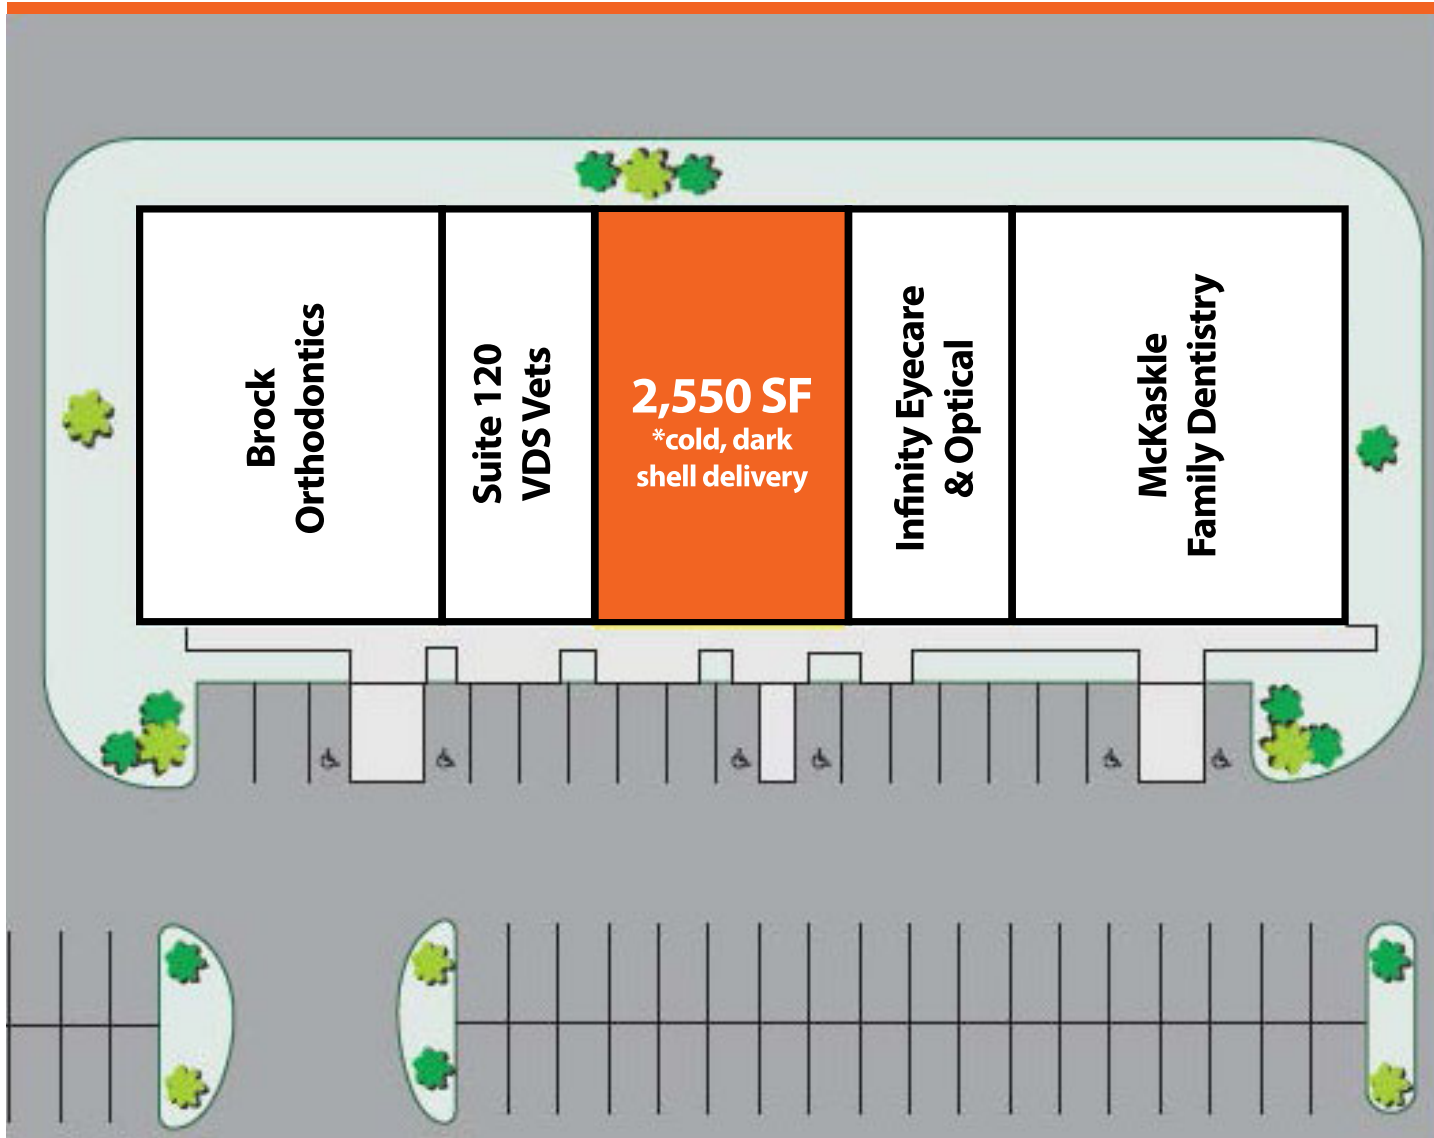 Brock
Orthodontics
Suite 120
VDS Vets
2,550 SF
*cold, dark
shell delivery
Infinity Eyecare
& Optical
McKaskle
Family Dentistry